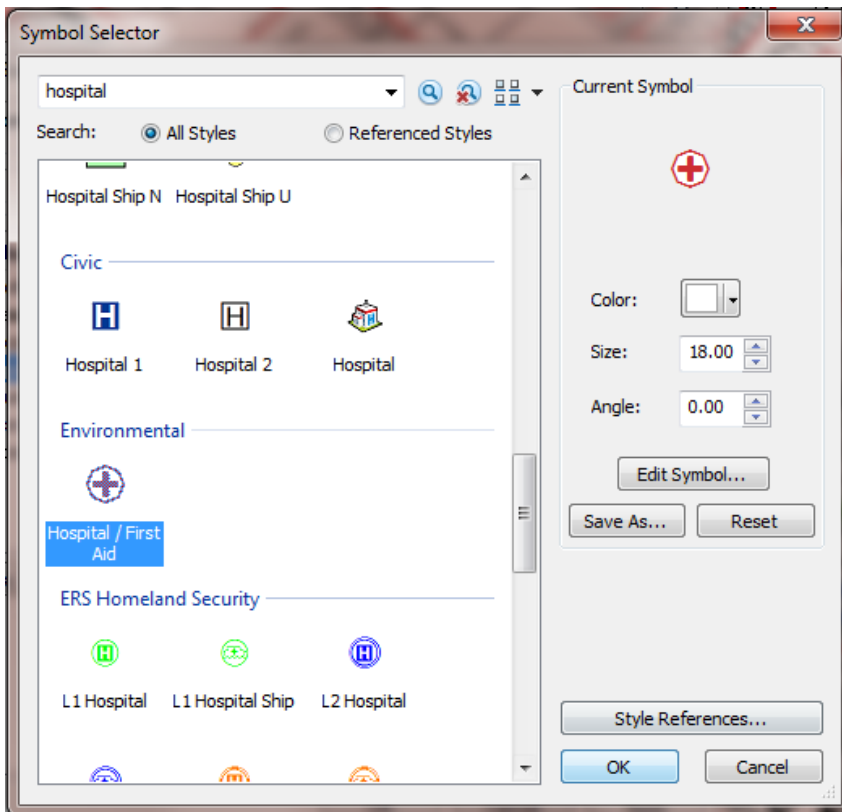 Symbol Selector
hospital
Search: All Styles Referenced Styles
Hospital Ship N Hospital Ship U
Civic
H H
Hospital 1 Hospital 2 Hospital
Environmental
Hospital / First
Aid
ERS Homeland Security
H H
L1 Hospital L1 Hospital Ship L2 Hospital
Current Symbol
Color:
Size: 18.00
Angle: 0.00
Edit Symbol...
Save As... Reset
Style References...
OK Cancel